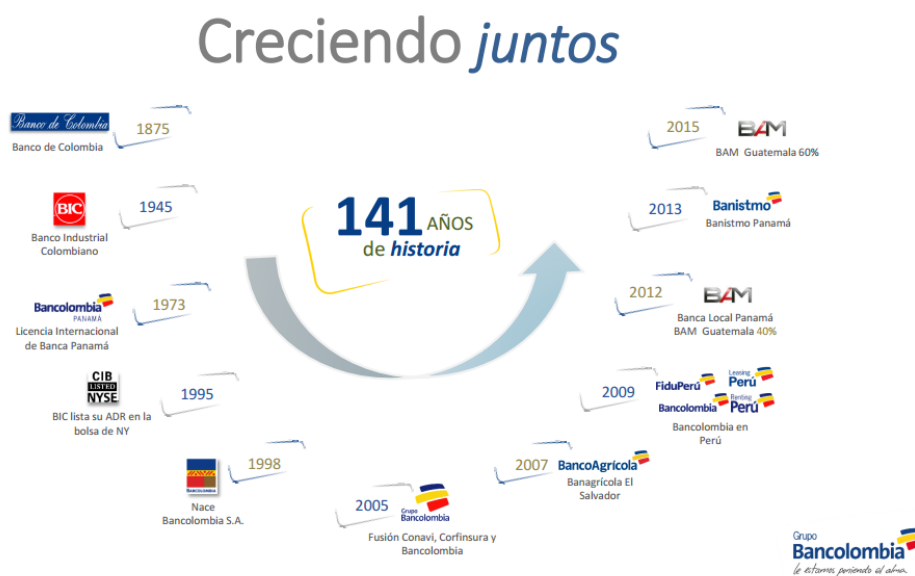 Creciendo juntos
Banco de Colombia
1875
Banco de Colombia
BIC
1945
Banco Industrial
Colombiano
Bancolombia
PANAMÁ
1973
Licencia Internacional
de Banca Panamá
CIB
LISTED
NYSE
1995
BIC lista su ADR en la
bolsa de NY
BANCOLOMBIA
1998
Nace
Bancolombia S.A.
2005
Grupo
Bancolombia
Fusión Conavi, Corfinsura y
Bancolombia
2007
BancoAgrícola
Banagrícola El
Salvador
2009
FiduPerú
Leasing
Perú
Bancolombia
Renting
Perú
Bancolombia en
Perú
2012
BAM
Banca Local Panamá
BAM Guatemala 40%
2013
Banistmo
Banistmo Panamá
2015
BAM
BAM Guatemala 60%
141 AÑOS
de historia
Grupo
Bancolombia
le estamos poniendo el alma